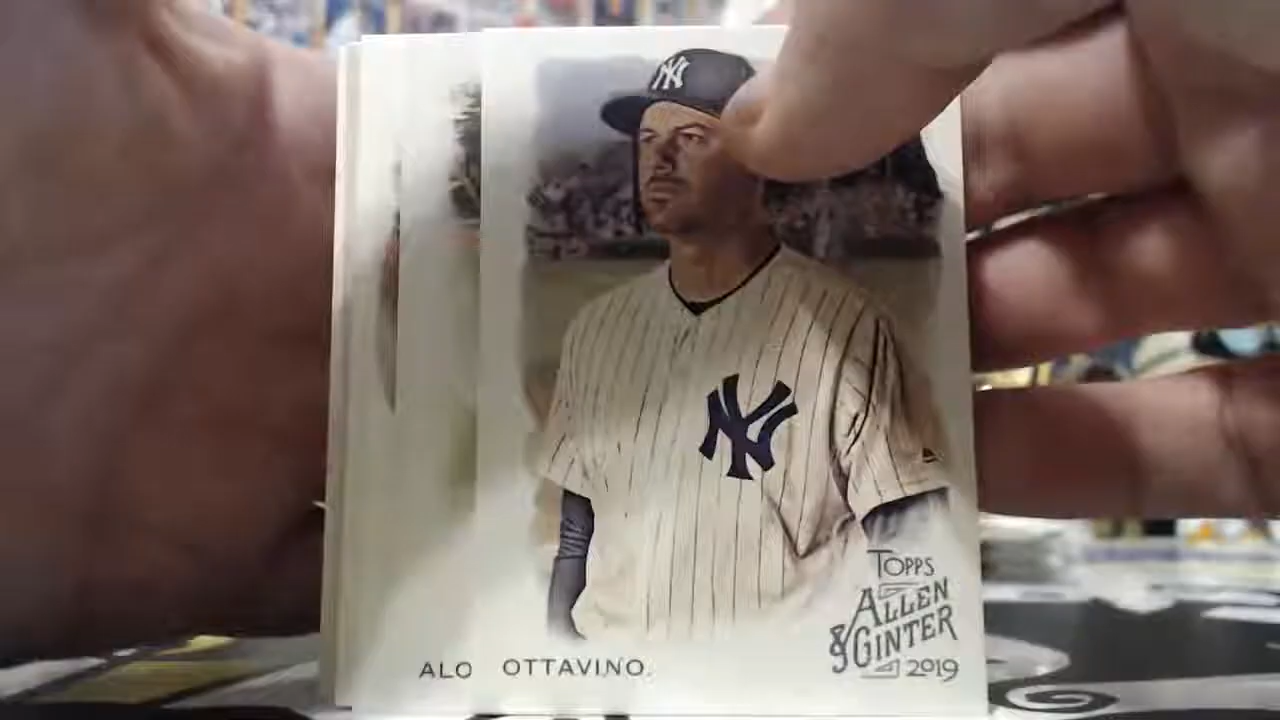 NY
NY
TOPPS
ALLEN
& GINTER
2019
ALO OTTAVINO.